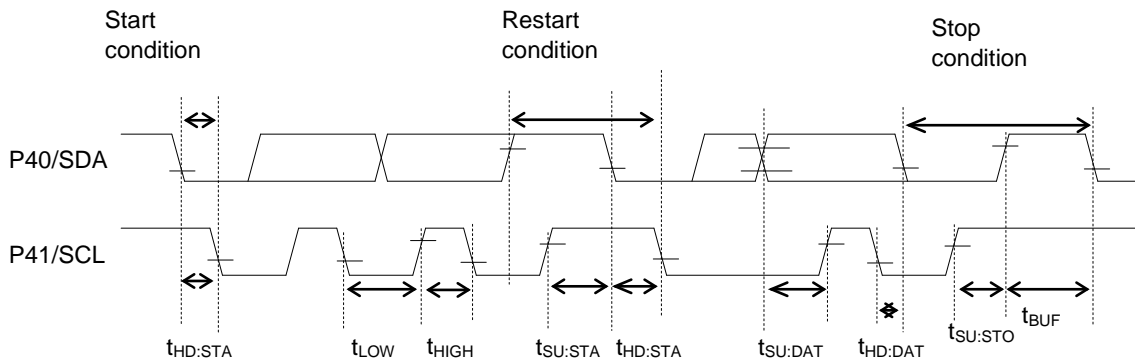 Start
condition
Restart
condition
Stop
condition
P40/SDA
P41/SCL
tHD:STA
tLOW
tHIGH
tSU:STA
tHD:STA
tSU:DAT
tHD:DAT
tSU:STO
tBUF